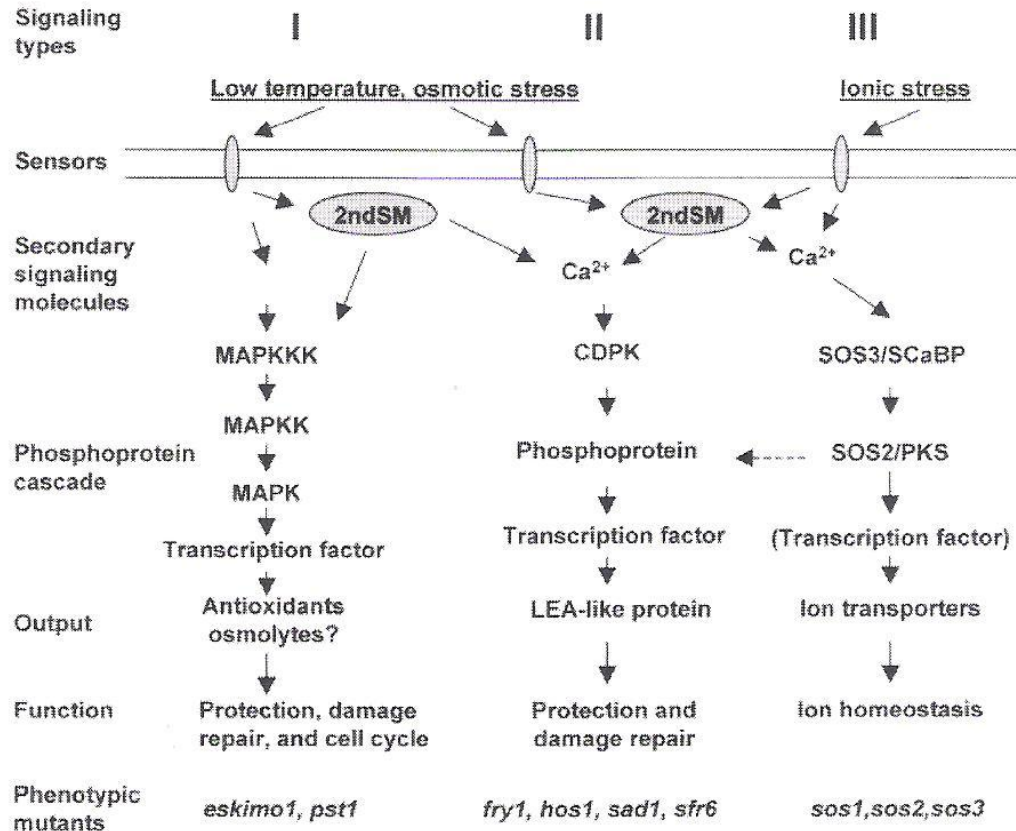 Signaling types I II III
Low temperature, osmotic stress Ionic stress
Sensors
2ndSM 2ndSM
Secondary signaling molecules
Ca2+ Ca2+
MAPKKK CDPK SOS3/SCaBP
MAPKK
Phosphoprotein cascade Phosphoprotein SOS2/PKS
MAPK
Transcription factor Transcription factor (Transcription factor)
Output Antioxidants osmolytes? LEA-like protein Ion transporters
Function Protection, damage repair, and cell cycle Protection and damage repair Ion homeostasis
Phenotypic mutants eskimo1, pst1 fry1, hos1, sad1, sfr6 sos1,sos2,sos3